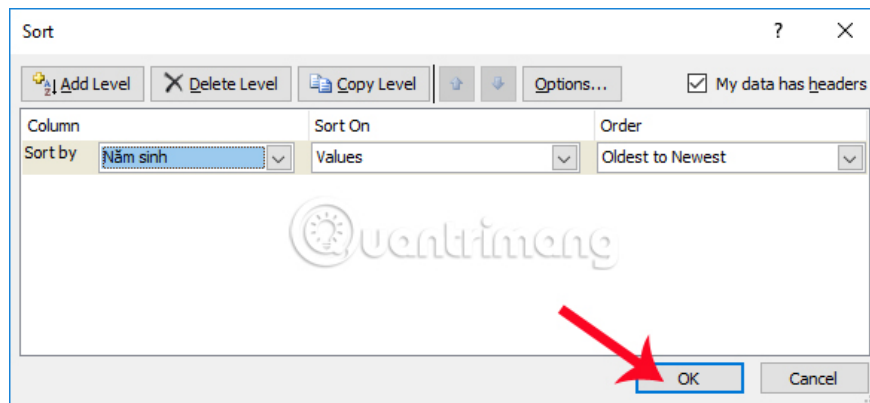 Sort ?
Add Level Delete Level Copy Level Options... My data has headers
Column Sort On Order
Sort by Năm sinh Values Oldest to Newest
Quantrimang
OK Cancel